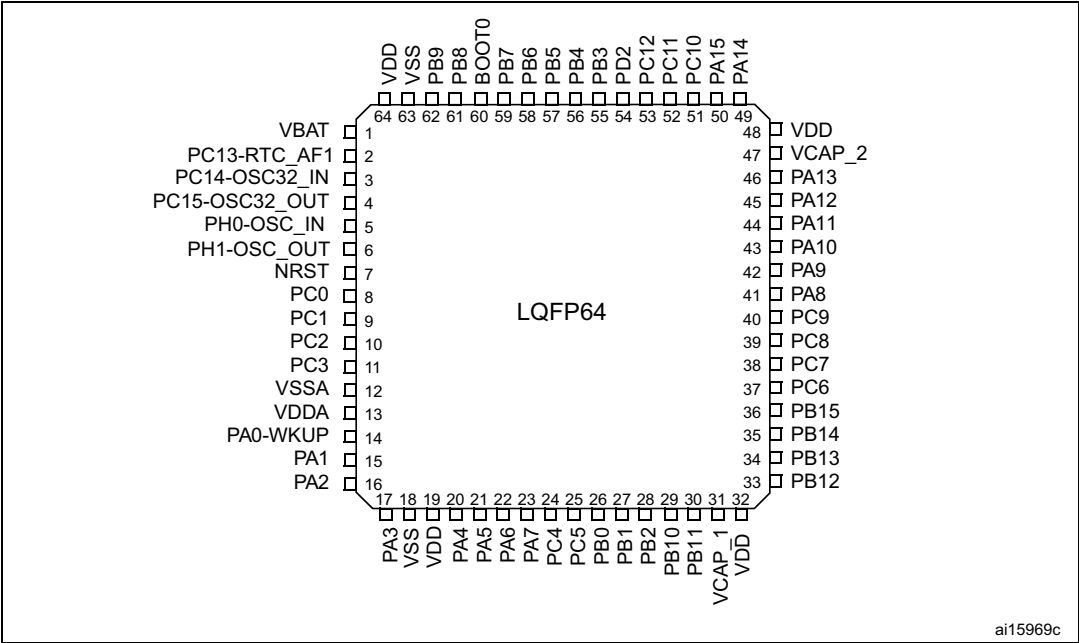 VDD
VSS
PB9
PB8
BOOT0
PB7
PB6
PB5
PB4
PB3
PD2
PC12
PC11
PC10
PA15
PA14
64 63 62 61 60 59 58 57 56 55 54 53 52 51 50 49
VBAT 1
PC13-RTC_AF1 2
PC14-OSC32_IN 3
PC15-OSC32_OUT 4
PH0-OSC_IN 5
PH1-OSC_OUT 6
NRST 7
PC0 8
PC1 9
PC2 10
PC3 11
VSSA 12
VDDA 13
PA0-WKUP 14
PA1 15
PA2 16
LQFP64
48 VDD
47 VCAP_2
46 PA13
45 PA12
44 PA11
43 PA10
42 PA9
41 PA8
40 PC9
39 PC8
38 PC7
37 PC6
36 PB15
35 PB14
34 PB13
33 PB12
17 18 19 20 21 22 23 24 25 26 27 28 29 30 31 32
PA3
VSS
VDD
PA4
PA5
PA6
PA7
PC4
PC5
PB0
PB1
PB2
PB10
PB11
VCAP_1
VDD
ai15969c